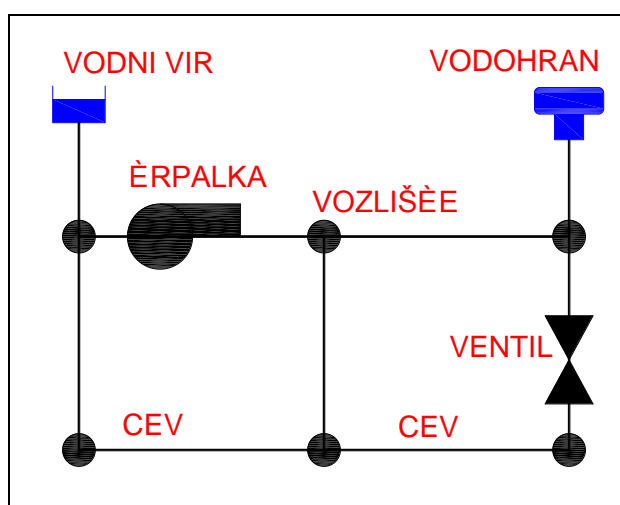 VODNI VIR
VODOHRAN
ÈRPALKA
VOZLIŠÈE
VENTIL
CEV
CEV